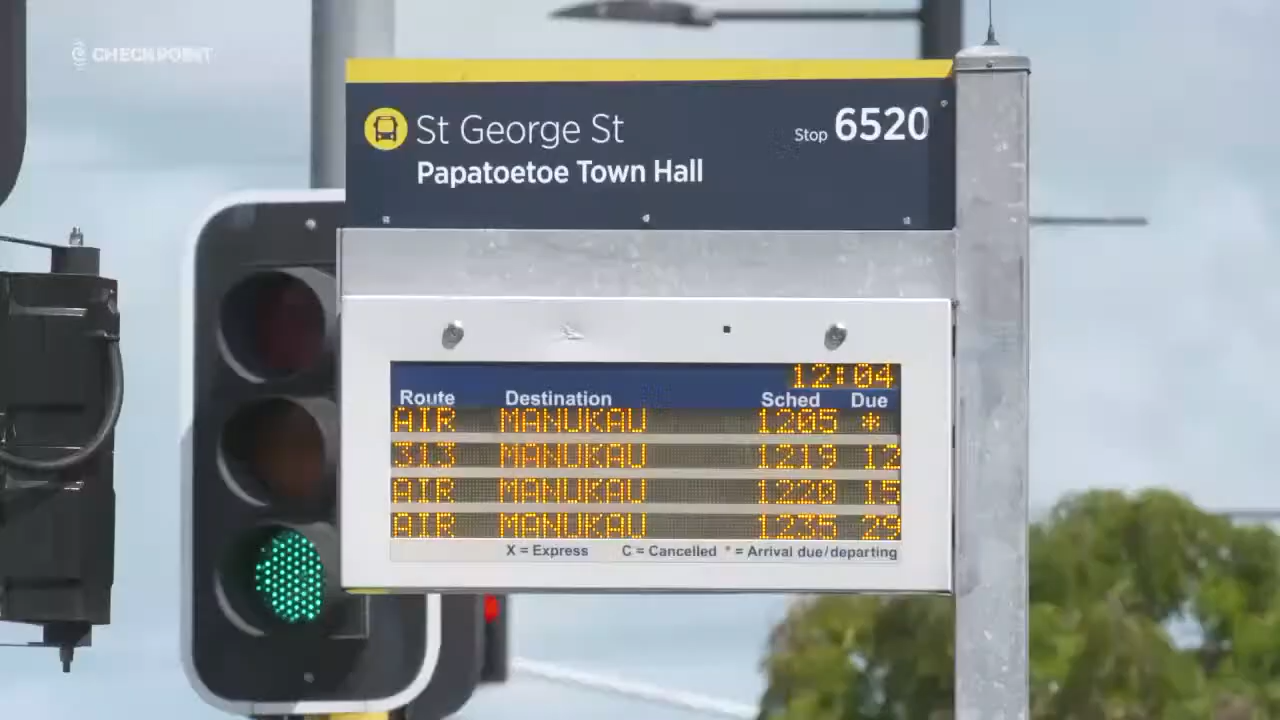 CHECKPOINT
St George St
Papatoetoe Town Hall
Stop 6520
12:04
Route Destination Sched Due
AIR MANUKAU 1205 *
313 MANUKAU 1219 12
AIR MANUKAU 1220 15
AIR MANUKAU 1235 29
X = Express C = Cancelled * = Arrival due/departing